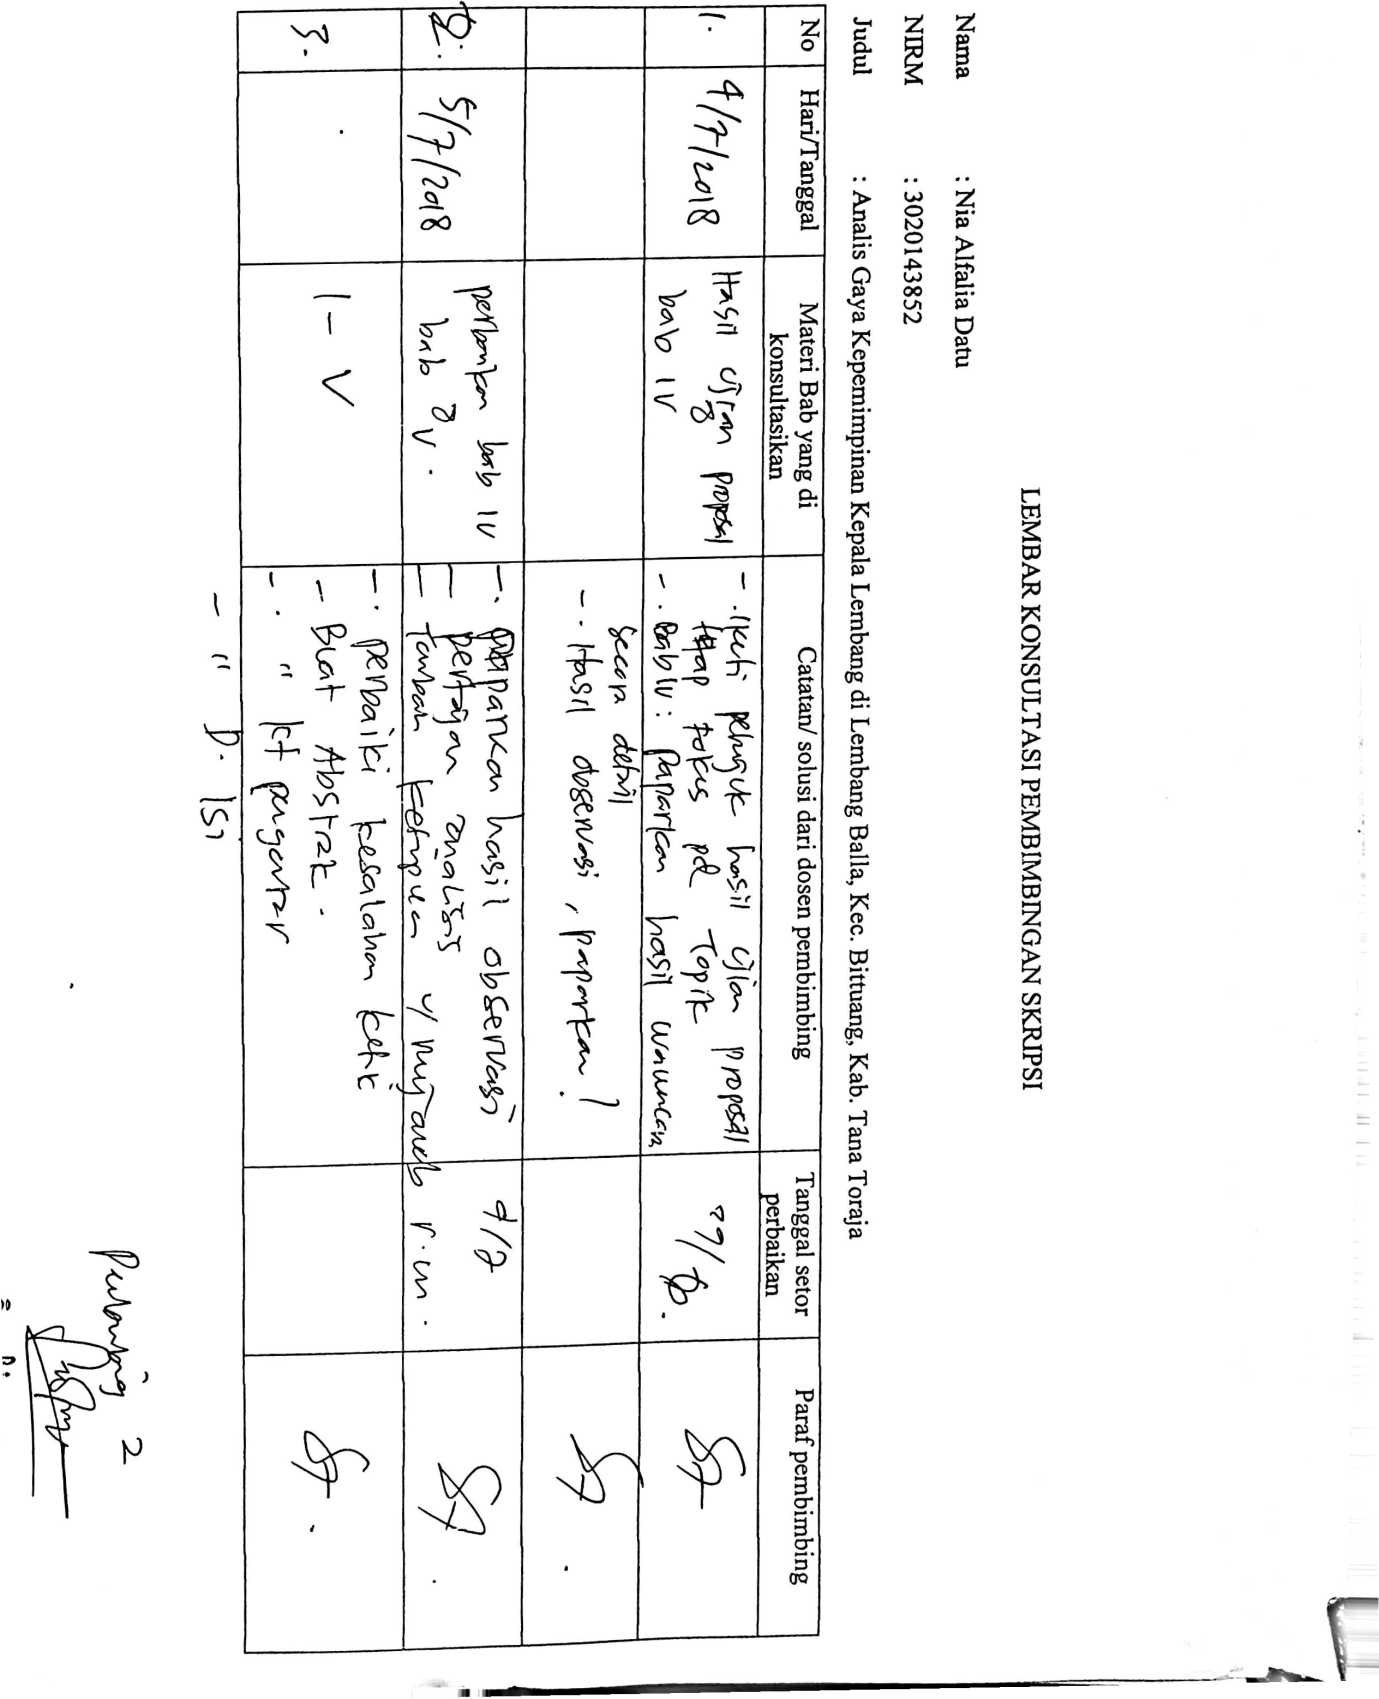 LEMBAR KONSULTASI PEMBIMBINGAN SKRIPSI
Nama : Nia Alfalia Datu
NIRM : 3020143852
Judul : Analis Gaya Kepemimpinan Kepala Lembang di Lembang Balla, Kec. Bittuang, Kab. Tana Toraja
No Hari/Tanggal Materi Bab yang di konsultasikan Catatan/ solusi dari dosen pembimbing Tanggal setor perbaikan Paraf pembimbing
1. 4/7/2018 Hasil ujian proposal
bab IV
- . Ikuti hasil ujian proposal
tetap fokus pd Topik
- . Bab IV : Paparkan hasil
secara detail
- . Hasil observasi, paparkan !
2. 5/7/2018 perbaikan bab IV
bab V.
- . paparkan hasil observasi
- pertajam analisis
- Tambah r.m.
3. I - V
- . perbaiki kesalahan ketik
- Buat Abstrak.
- . " kt pengantar
- " D. Isi
2